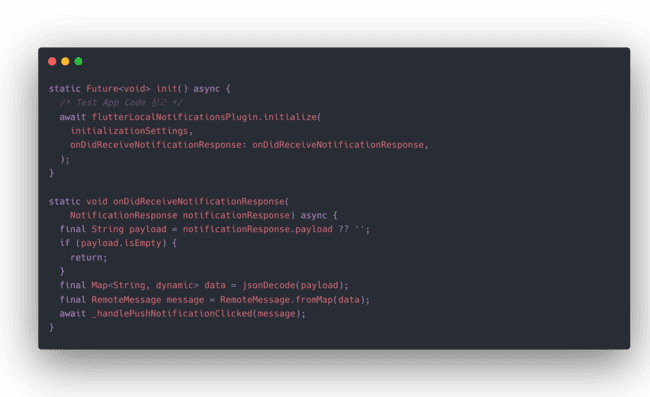 static Future<void> init() async {
/* Test App Code 참고 */
await flutterLocalNotificationsPlugin.initialize(
initializationSettings,
onDidReceiveNotificationResponse: onDidReceiveNotificationResponse,
);
}
static void onDidReceiveNotificationResponse(
NotificationResponse notificationResponse) async {
final String payload = notificationResponse.payload ?? '';
if (payload.isEmpty) {
return;
}
final Map<String, dynamic> data = jsonDecode(payload);
final RemoteMessage message = RemoteMessage.fromMap(data);
await _handlePushNotificationClicked(message);
}